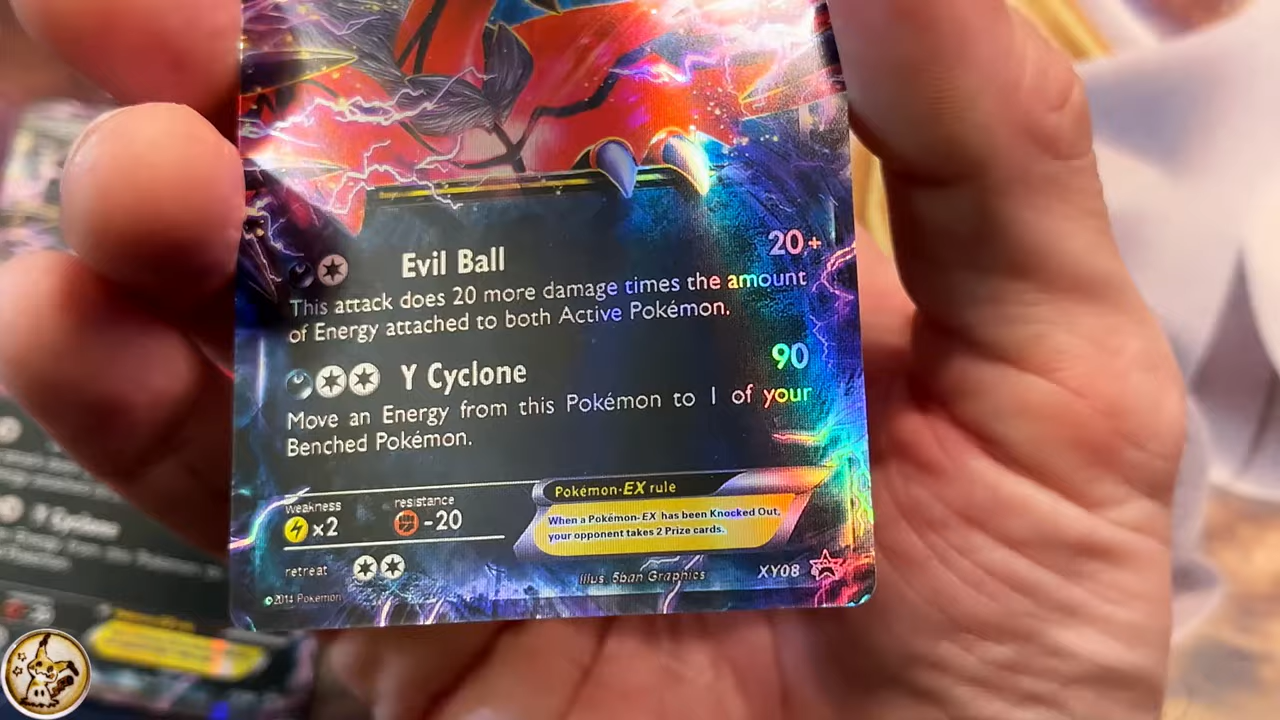 Evil Ball 20+
This attack does 20 more damage times the amount
of Energy attached to both Active Pokémon.
Y Cyclone 90
Move an Energy from this Pokémon to 1 of your
Benched Pokémon.
weakness resistance
x2 -20
Pokémon-EX rule
When a Pokémon-EX has been Knocked Out,
your opponent takes 2 Prize cards.
retreat
Illus. 5ban Graphics XY08
©2014 Pokémon
Y Cyclone